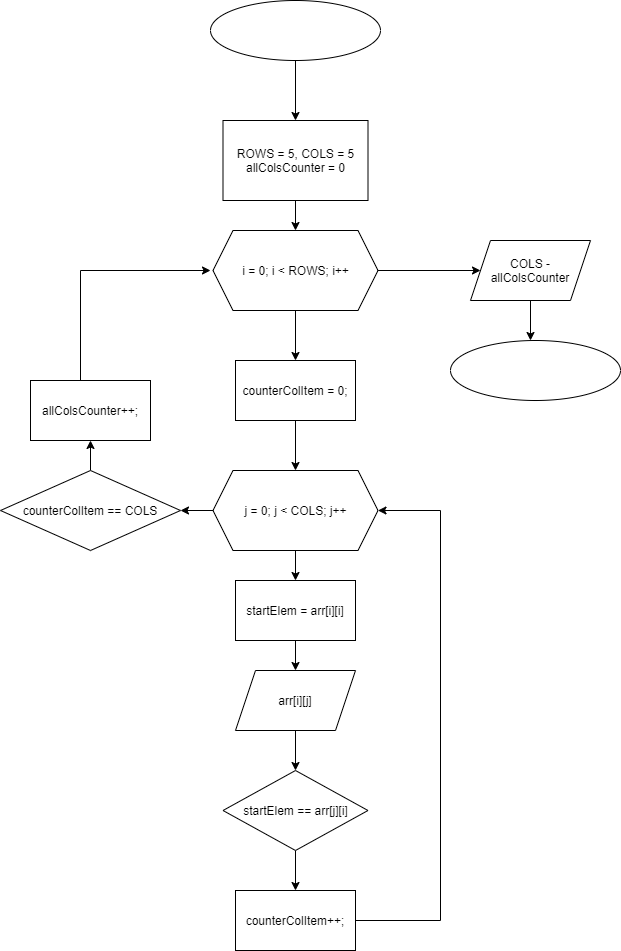 ROWS = 5, COLS = 5
allColsCounter = 0
i = 0; i < ROWS; i++
COLS -
allColsCounter
counterColItem = 0;
allColsCounter++;
counterColItem == COLS
j = 0; j < COLS; j++
startElem = arr[i][i]
arr[i][j]
startElem == arr[j][i]
counterColItem++;